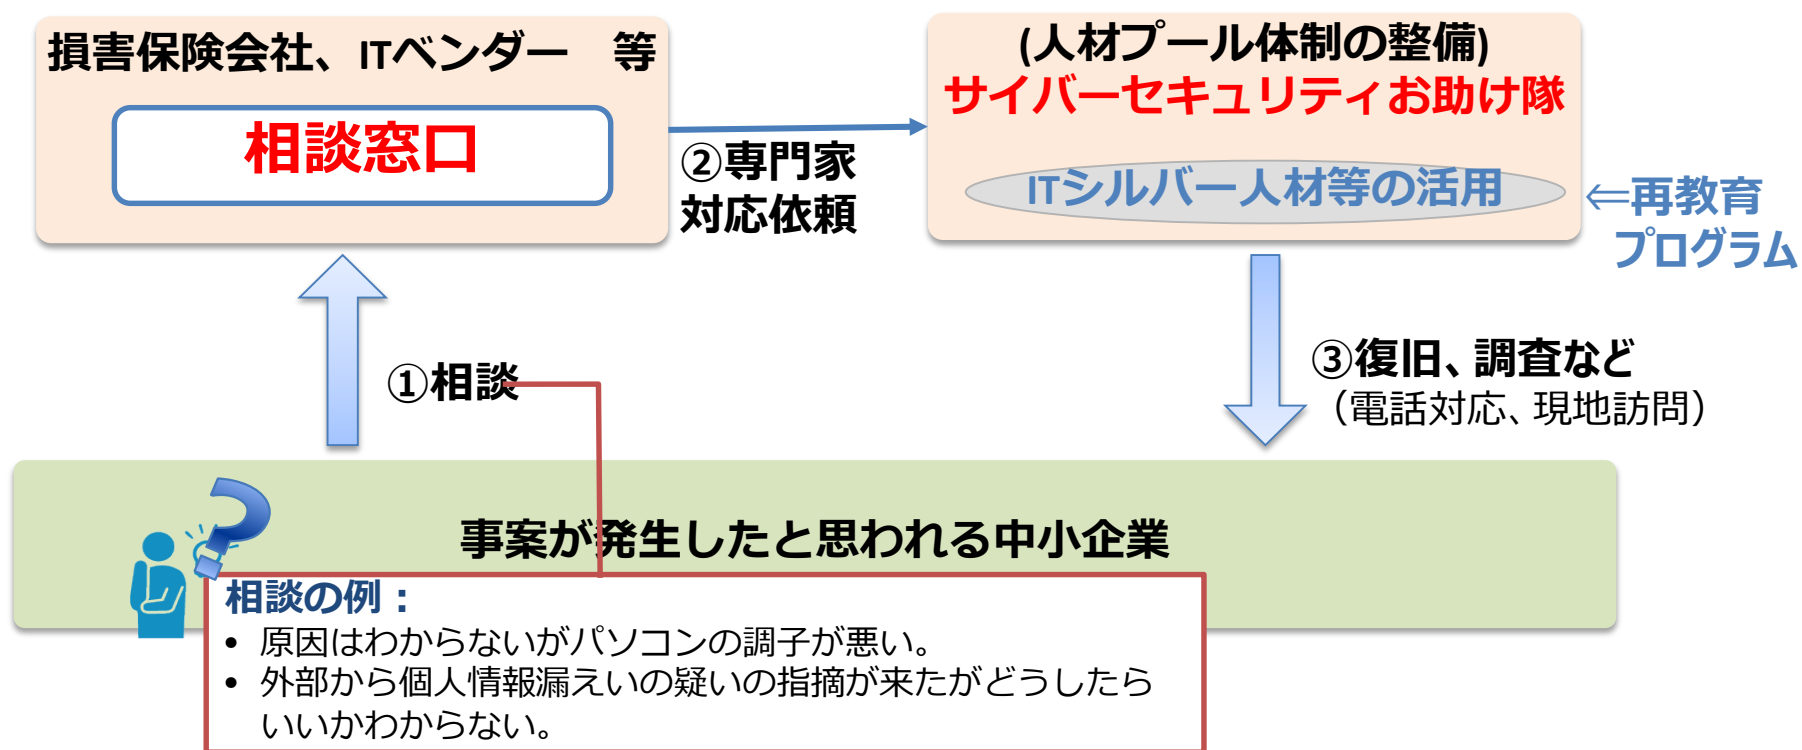 損害保険会社、ITベンダー　等
相談窓口
②専門家
対応依頼
(人材プール体制の整備)
サイバーセキュリティお助け隊
ITシルバー人材等の活用
⇐再教育
プログラム
①相談
③復旧、調査など
（電話対応、現地訪問）
事案が発生したと思われる中小企業
相談の例：
• 原因はわからないがパソコンの調子が悪い。
• 外部から個人情報漏えいの疑いの指摘が来たがどうしたら
いいかわからない。